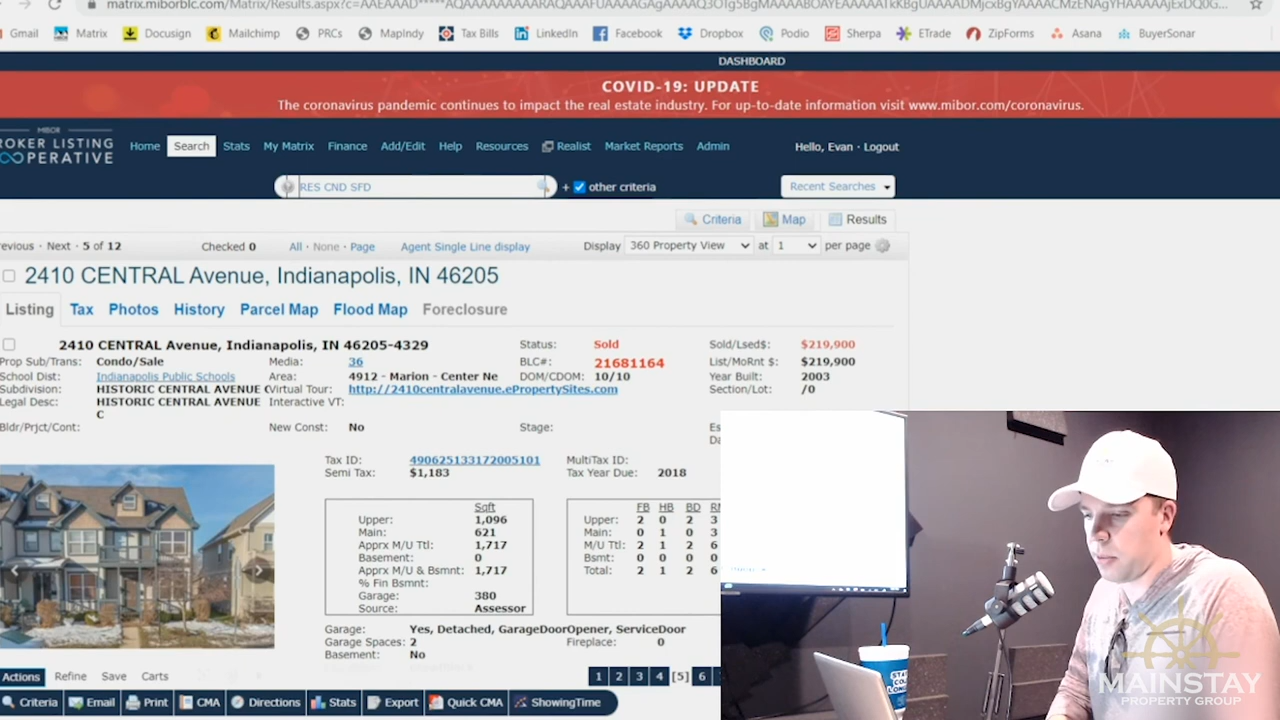 matrix.miborblc.com/Matrix/Results.aspx?c=
Gmail Matrix Docusign Mailchimp PRCs MapIndy Tax Bills LinkedIn Facebook Dropbox Podio Sherpa ETrade ZipForms Asana BuyerSonar
DASHBOARD
COVID-19: UPDATE
The coronavirus pandemic continues to impact the real estate industry. For up-to-date information visit www.mibor.com/coronavirus.
MIBOR
ROKER LISTING
OPERATIVE
Home Search Stats My Matrix Finance Add/Edit Help Resources Realist Market Reports Admin Hello, Evan · Logout
RES CND SFD + other criteria Recent Searches
Criteria Map Results
evious · Next · 5 of 12 Checked 0 All · None · Page Agent Single Line display Display 360 Property View at 1 per page
2410 CENTRAL Avenue, Indianapolis, IN 46205
Listing Tax Photos History Parcel Map Flood Map Foreclosure
2410 CENTRAL Avenue, Indianapolis, IN 46205-4329 Status: Sold Sold/Lsed$: $219,900
Prop Sub/Trans: Condo/Sale Media: 36 BLC#: 21681164 List/MoRnt $: $219,900
School Dist: Indianapolis Public Schools Area: 4912 - Marion - Center Ne DOM/CDOM: 10/10 Year Built: 2003
Subdivision: HISTORIC CENTRAL AVENUE C Virtual Tour: http://2410centralavenue.ePropertySites.com Section/Lot: /0
Legal Desc: HISTORIC CENTRAL AVENUE Interactive VT:
C
Bldr/Prjct/Cont: New Const: No Stage: Es
Da
Tax ID: 490625133172005101 MultiTax ID:
Semi Tax: $1,183 Tax Year Due: 2018
Sqft FB HB BD RM
Upper: 1,096 Upper: 2 0 2 3
Main: 621 Main: 0 1 0 3
Apprx M/U Ttl: 1,717 M/U Ttl: 2 1 2 6
Basement: 0 Bsmt: 0 0 0 0
Apprx M/U & Bsmnt: 1,717 Total: 2 1 2 6
% Fin Bsmnt:
Garage: 380
Source: Assessor
Garage: Yes, Detached, GarageDoorOpener, ServiceDoor
Garage Spaces: 2 Fireplace: 0
Basement: No
Actions Refine Save Carts 1 2 3 4 [5] 6
Criteria Email Print CMA Directions Stats Export Quick CMA ShowingTime
MAINSTAY
PROPERTY GROUP